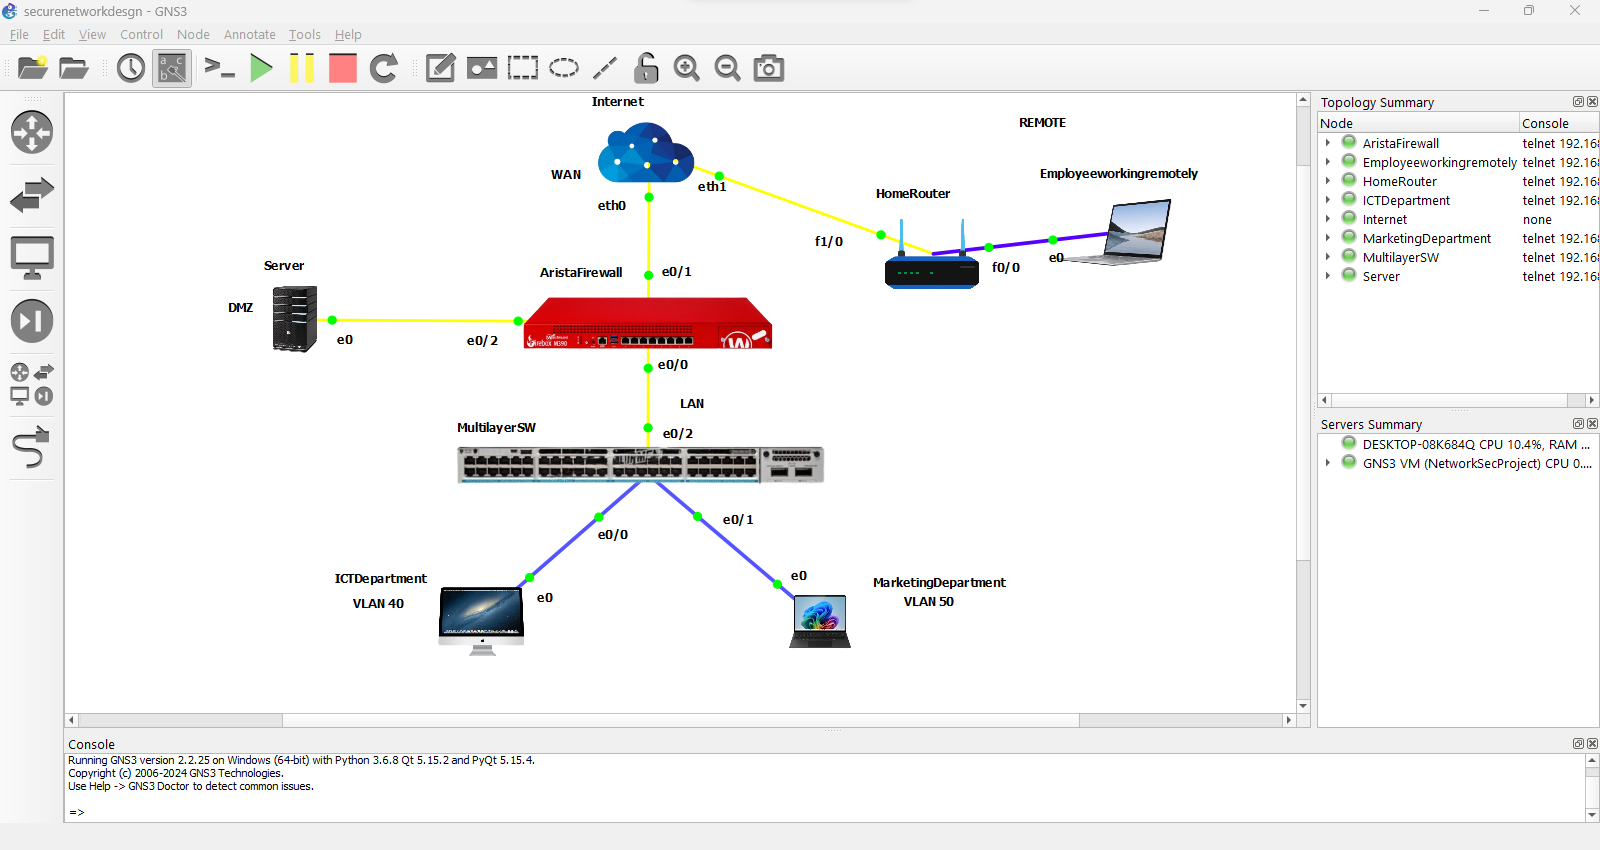 securenetworkdesgn - GNS3
File Edit View Control Node Annotate Tools Help
Internet
REMOTE
WAN
eth1
eth0
HomeRouter
Employeeworkingremotely
f1/0
f0/0
e0
Server
AristaFirewall
e0/1
DMZ
e0
e0/2
Firebox M390
e0/0
LAN
MultilayerSW
e0/2
e0/0
e0/1
ICTDepartment
VLAN 40
e0
e0
MarketingDepartment
VLAN 50
Topology Summary
Node Console
AristaFirewall telnet 192.16
Employeeworkingremotely telnet 192.16
HomeRouter telnet 192.16
ICTDepartment telnet 192.16
Internet none
MarketingDepartment telnet 192.16
MultilayerSW telnet 192.16
Server telnet 192.16
Servers Summary
DESKTOP-08K684Q CPU 10.4%, RAM ...
GNS3 VM (NetworkSecProject) CPU 0....
Console
Running GNS3 version 2.2.25 on Windows (64-bit) with Python 3.6.8 Qt 5.15.2 and PyQt 5.15.4.
Copyright (c) 2006-2024 GNS3 Technologies.
Use Help -> GNS3 Doctor to detect common issues.
=>